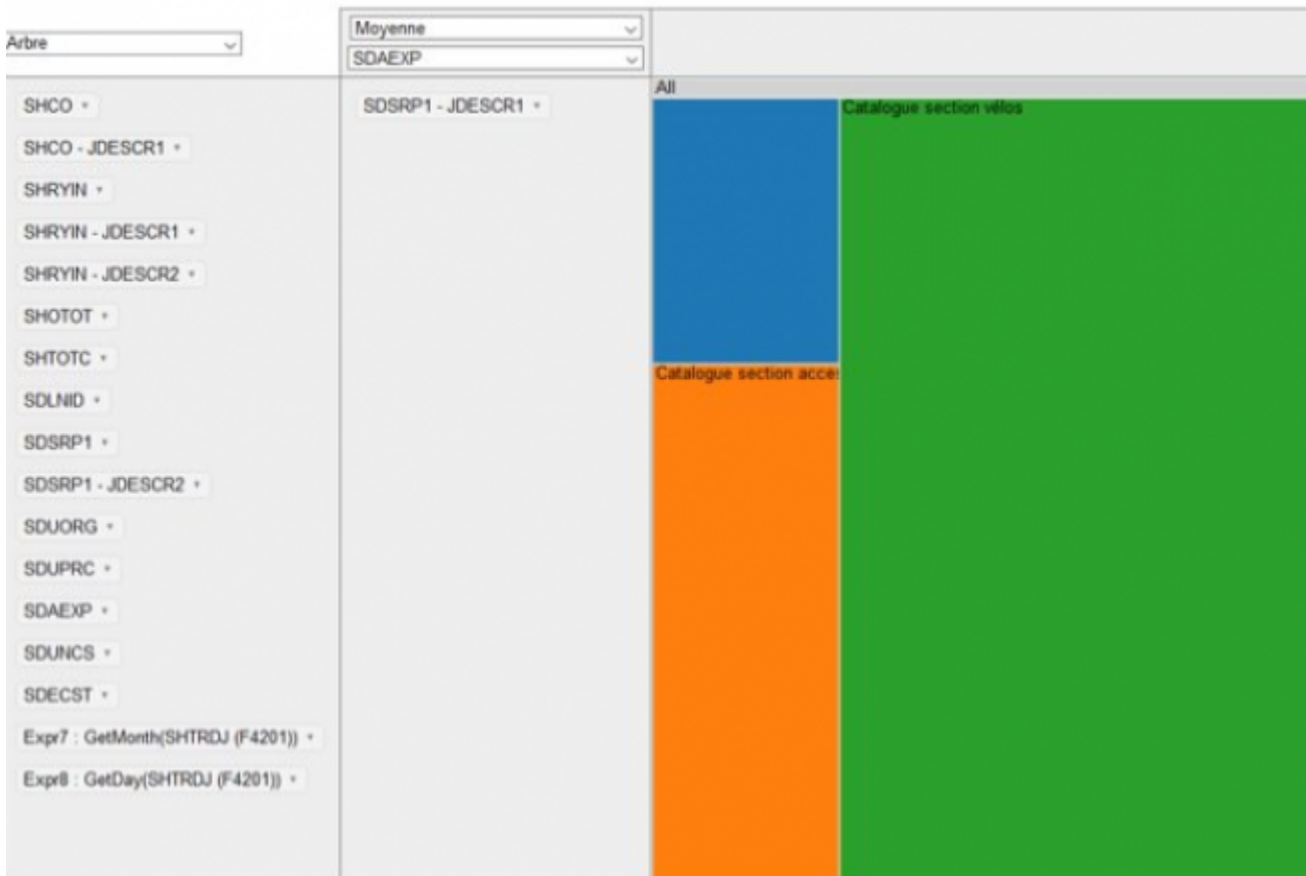 Arbre
Moyenne
SDAEXP
SHCO
SHCO - JDESCR1
SHRYIN
SHRYIN - JDESCR1
SHRYIN - JDESCR2
SHOTOT
SHTOTC
SDLNID
SDSRP1
SDSRP1 - JDESCR2
SDUORG
SDUPRC
SDAEXP
SDUNCS
SDECST
Expr7 : GetMonth(SHTRDJ (F4201))
Expr8 : GetDay(SHTRDJ (F4201))
SDSRP1 - JDESCR1
All
Catalogue section vélos
Catalogue section acces